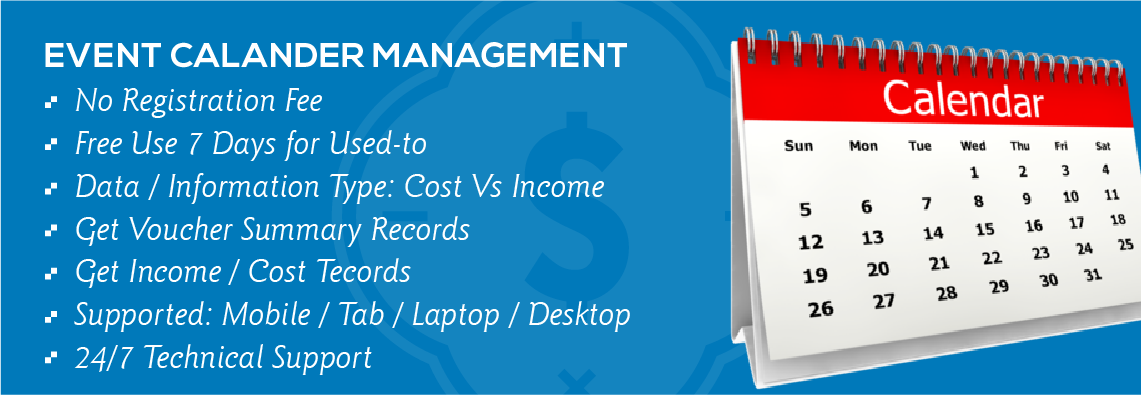 EVENT CALANDER MANAGEMENT
No Registration Fee
Free Use 7 Days for Used-to
Data / Information Type: Cost Vs Income
Get Voucher Summary Records
Get Income / Cost Tecords
Supported: Mobile / Tab / Laptop / Desktop
24/7 Technical Support
$
Calendar
Sun Mon Tue Wed Thu Fri Sat
1 2 3 4
5 6 7 8 9 10 11
12 13 14 15 16 17 18
19 20 21 22 23 24 25
26 27 28 29 30 31